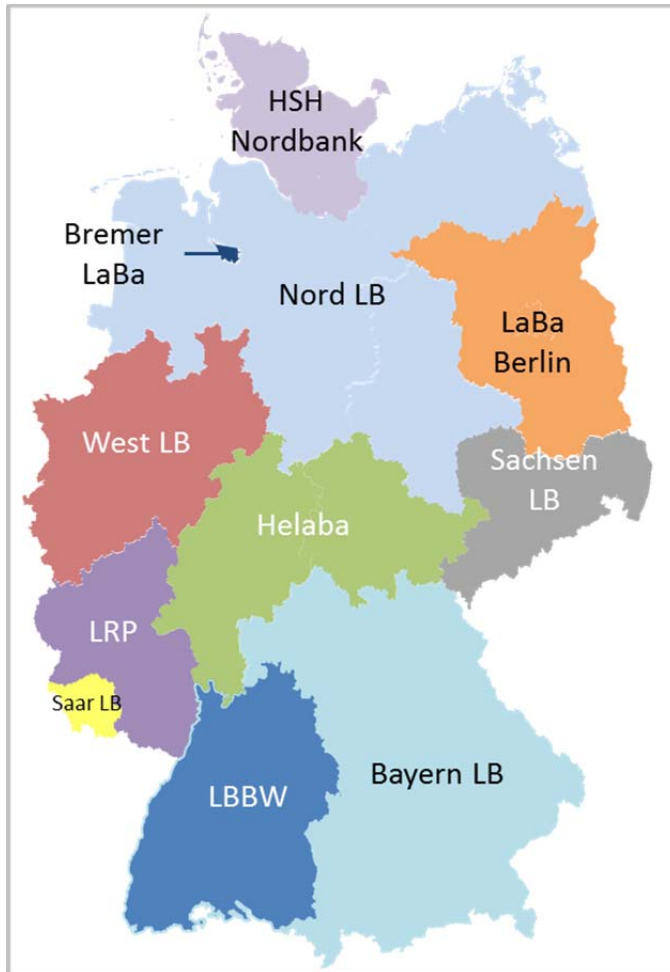 HSH
Nordbank
Bremer
LaBa
Nord LB
LaBa
Berlin
West LB
Sachsen
LB
Helaba
LRP
Saar LB
LBBW
Bayern LB